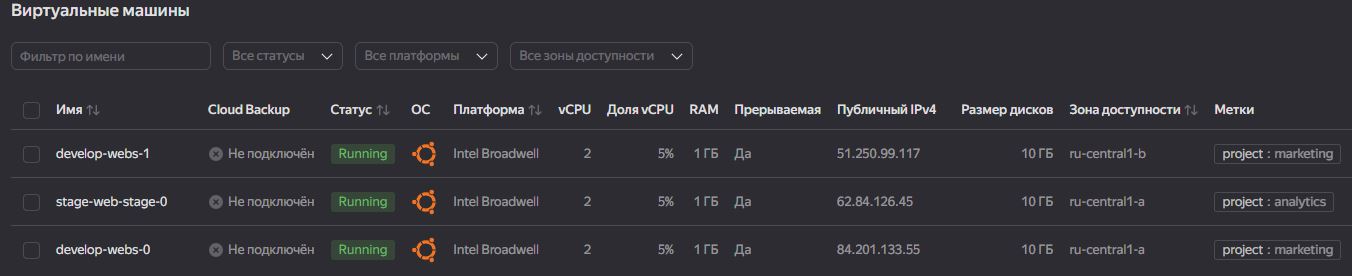 Виртуальные машины
Фильтр по имени Все статусы Все платформы Все зоны доступности
Имя Cloud Backup Статус ОС Платформа vCPU Доля vCPU RAM Прерываемая Публичный IPv4 Размер дисков Зона доступности Метки
develop-webs-1 Не подключён Running Intel Broadwell 2 5% 1 ГБ Да 51.250.99.117 10 ГБ ru-central1-b project : marketing
stage-web-stage-0 Не подключён Running Intel Broadwell 2 5% 1 ГБ Да 62.84.126.45 10 ГБ ru-central1-a project : analytics
develop-webs-0 Не подключён Running Intel Broadwell 2 5% 1 ГБ Да 84.201.133.55 10 ГБ ru-central1-a project : marketing